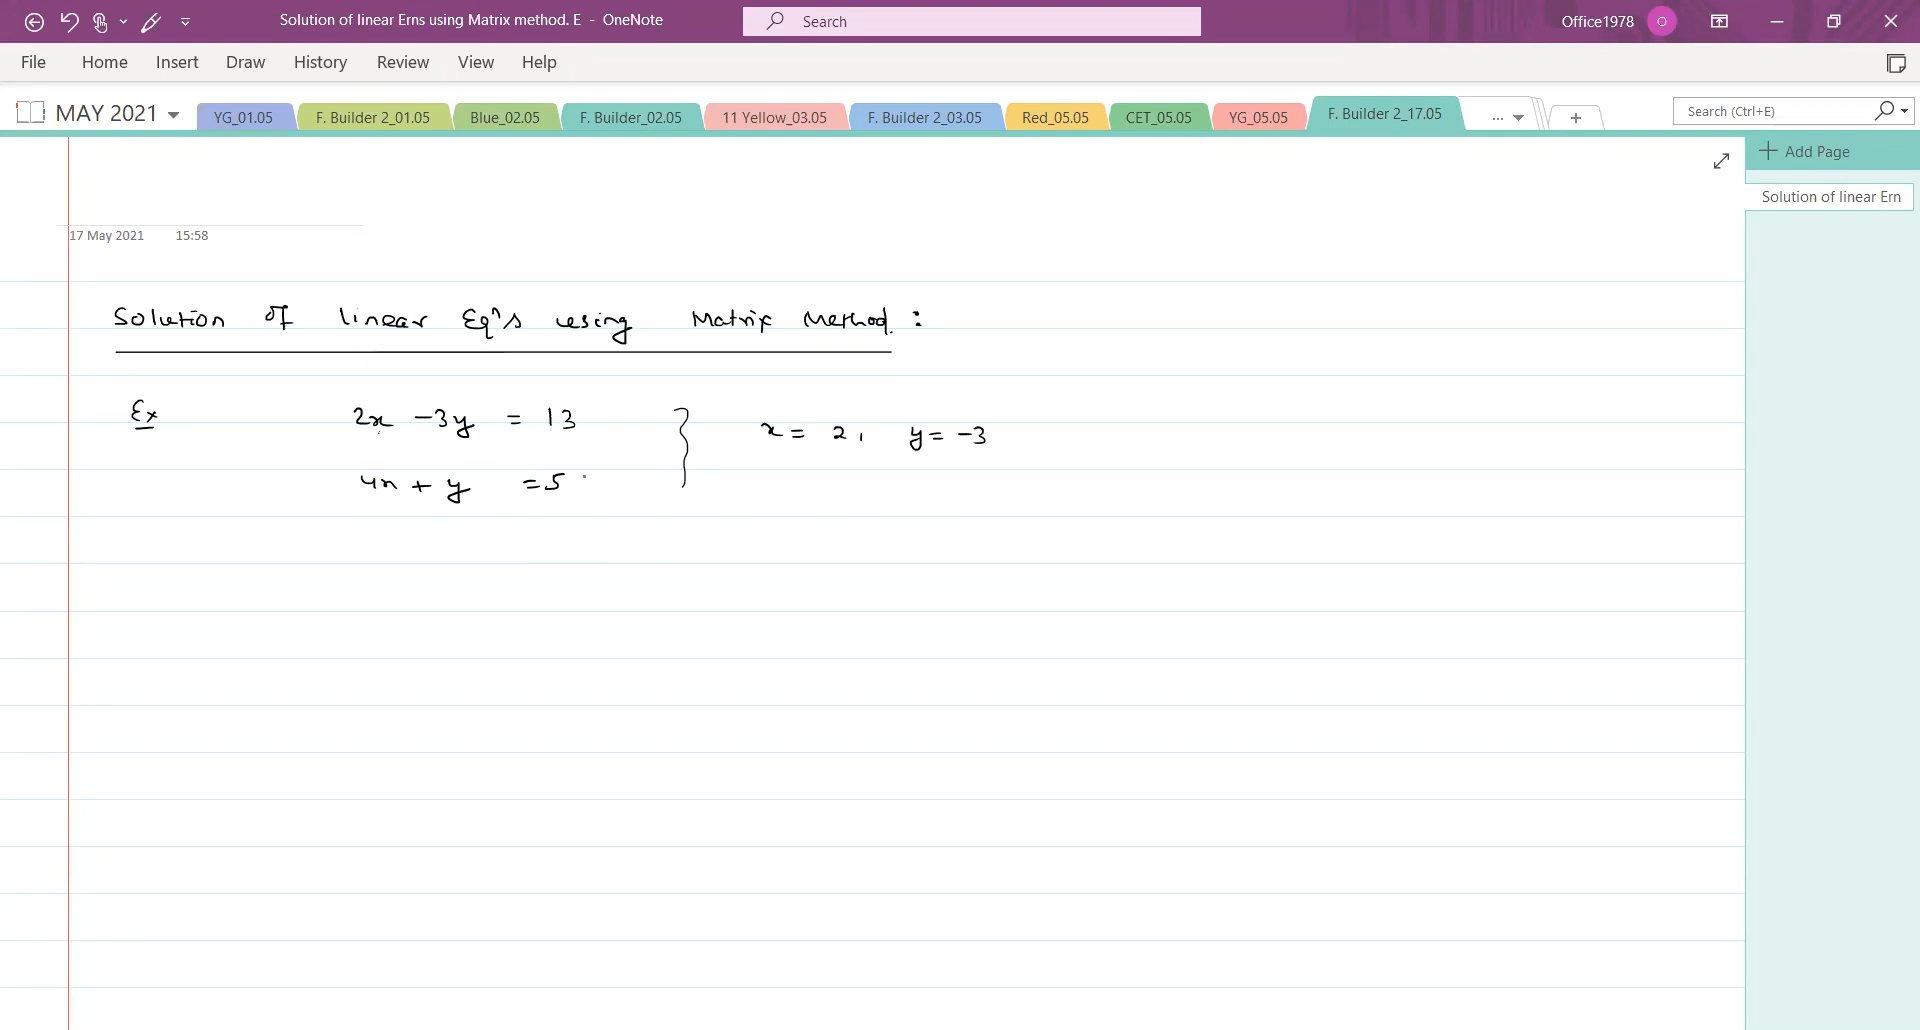 Solution of linear Erns using Matrix method. E - OneNote
Search
Office1978
O
File Home Insert Draw History Review View Help
MAY 2021
YG_01.05
F. Builder 2_01.05
Blue_02.05
F. Builder_02.05
11 Yellow_03.05
F. Builder 2_03.05
Red_05.05
CET_05.05
YG_05.05
F. Builder 2_17.05
...
+
Search (Ctrl+E)
Add Page
Solution of linear Ern
17 May 2021 15:58
Solution of linear Eqⁿs using Matrix Method. :
Ex 2x - 3y = 13
x = 2, y = -3
4x + y = 5